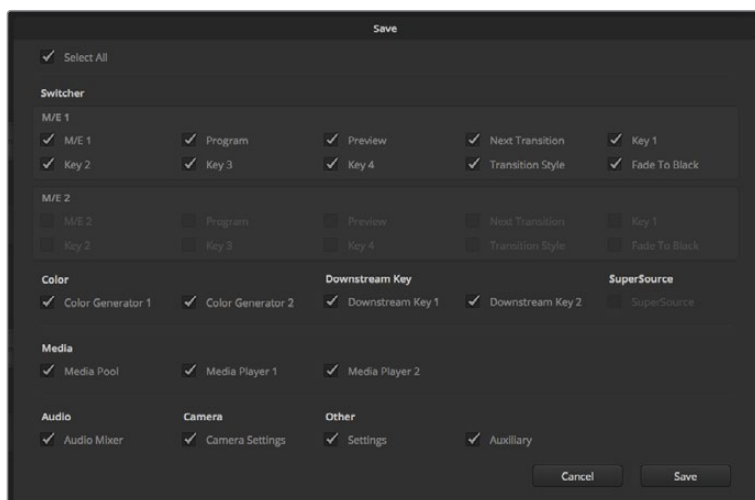 Save
Select All
Switcher
M/E 1
M/E 1 Program Preview Next Transition Key 1
Key 2 Key 3 Key 4 Transition Style Fade To Black
M/E 2
M/E 2 Program Preview Next Transition Key 1
Key 2 Key 3 Key 4 Transition Style Fade To Black
Color Downstream Key SuperSource
Color Generator 1 Color Generator 2 Downstream Key 1 Downstream Key 2 SuperSource
Media
Media Pool Media Player 1 Media Player 2
Audio Camera Other
Audio Mixer Camera Settings Settings Auxiliary
Cancel Save